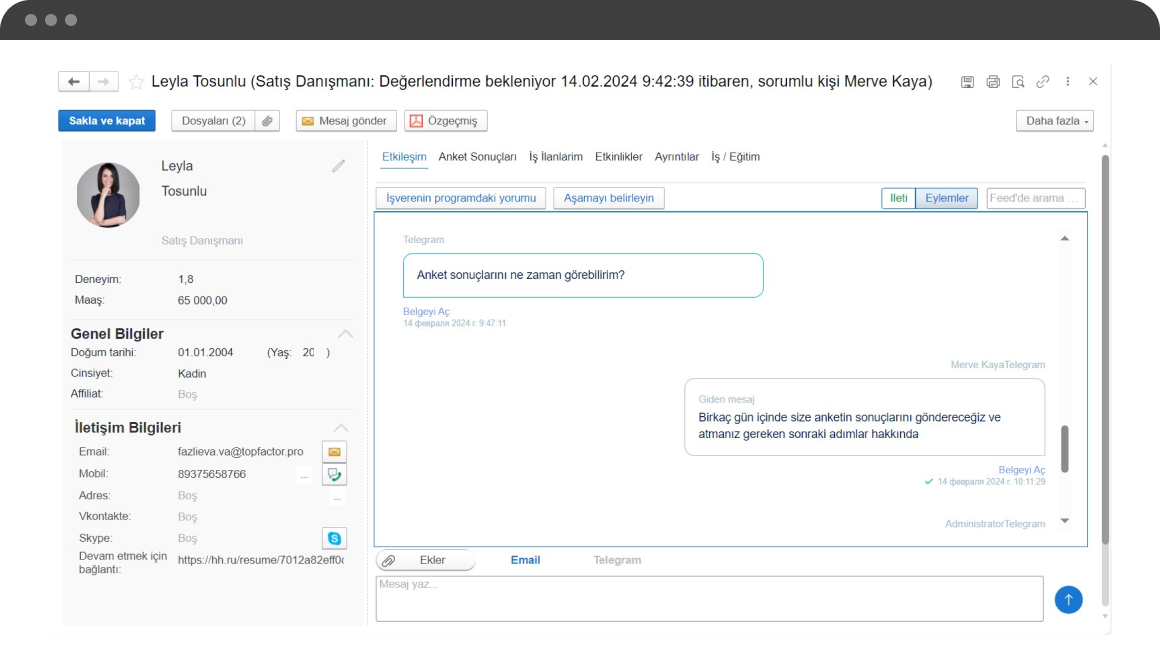 Leyla Tosunlu (Satış Danışmanı: Değerlendirme bekleniyor 14.02.2024 9:42:39 itibaren, sorumlu kişi Merve Kaya)
Sakla ve kapat
Dosyaları (2)
Mesaj gönder
Özgeçmiş
Daha fazla
Leyla
Tosunlu
Satış Danışmanı
Deneyim: 1,8
Maaş: 65 000,00
Genel Bilgiler
Doğum tarihi: 01.01.2004 (Yaş: 20 )
Cinsiyet: Kadın
Affiliat: Boş
İletişim Bilgileri
Email: fazlieva.va@topfactor.pro
Mobil: 89375658766 ...
Adres: Boş ...
Vkontakte: Boş
Skype: Boş
Devam etmek için
bağlantı: https://hh.ru/resume/7012a82eff0c
Etkileşim Anket Sonuçları İş İlanlarim Etkinlikler Ayrıntılar İş / Eğitim
İşverenin programdaki yorumu
Aşamayı belirleyin
Ileti
Eylemler
Feed'de arama ...
Telegram
Anket sonuçlarını ne zaman görebilirim?
Belgeyi Aç
14 февраля 2024 г. 9:47:11
Merve KayaTelegram
Giden mesaj
Birkaç gün içinde size anketin sonuçlarını göndereceğiz ve
atmanız gereken sonraki adımlar hakkında
Belgeyi Aç
14 февраля 2024 г. 10:11:29
AdministratorTelegram
Ekler
Email
Telegram
Mesaj yaz...